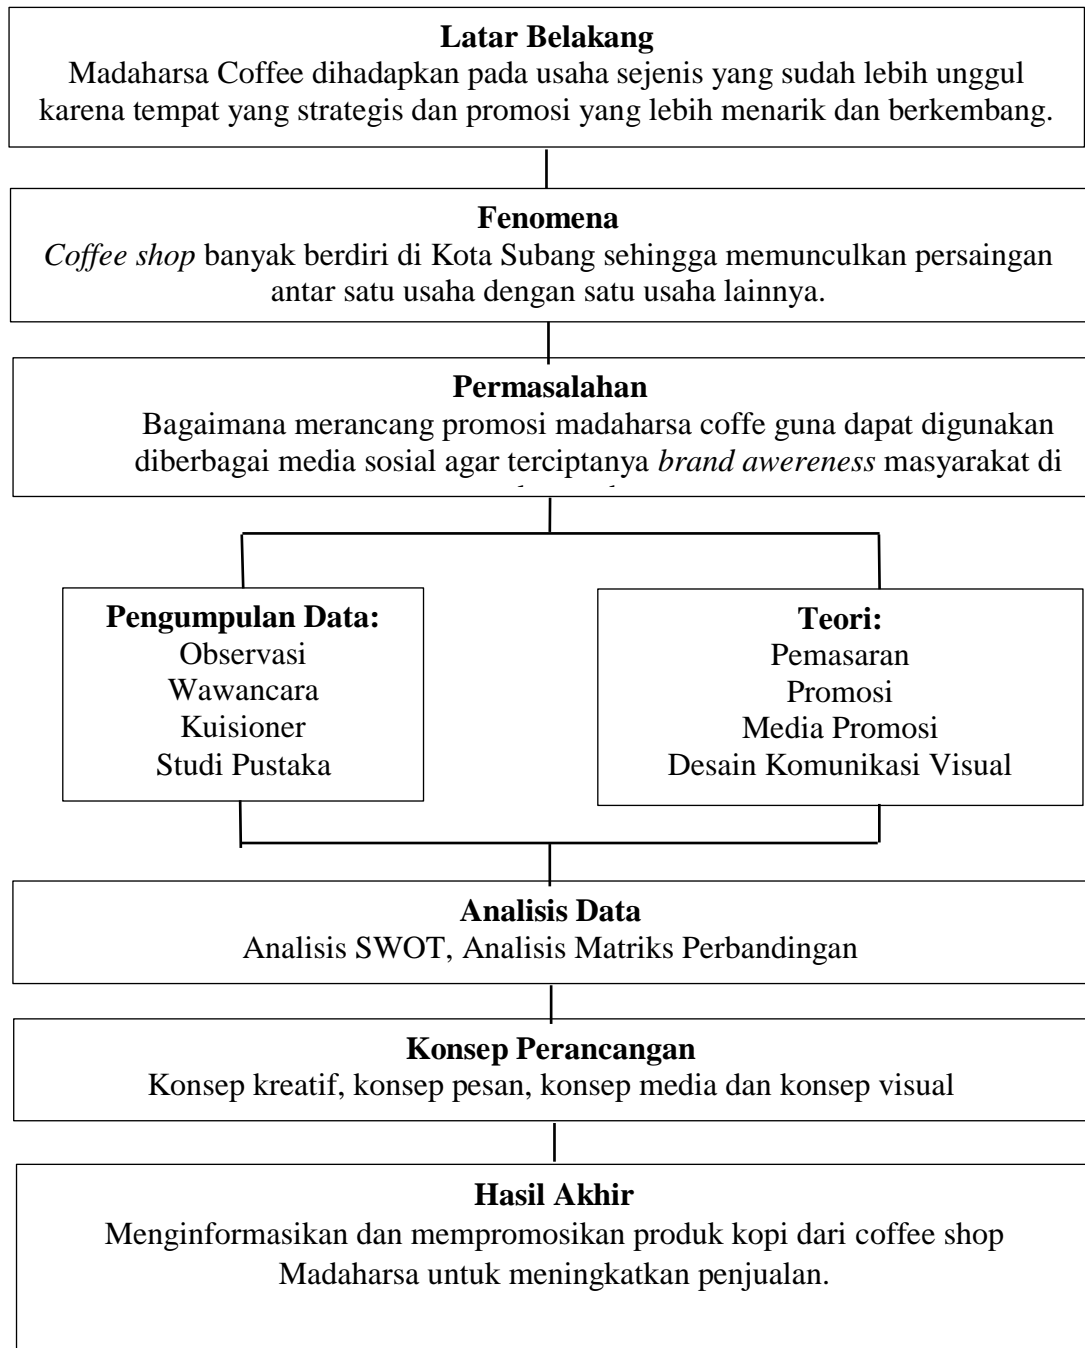 Latar Belakang
Madaharsa Coffee dihadapkan pada usaha sejenis yang sudah lebih unggul
karena tempat yang strategis dan promosi yang lebih menarik dan berkembang.
Fenomena
Coffee shop banyak berdiri di Kota Subang sehingga memunculkan persaingan
antar satu usaha dengan satu usaha lainnya.
Permasalahan
Bagaimana merancang promosi madaharsa coffe guna dapat digunakan
diberbagai media sosial agar terciptanya brand awereness masyarakat di
Pengumpulan Data:
Observasi
Wawancara
Kuisioner
Studi Pustaka
Teori:
Pemasaran
Promosi
Media Promosi
Desain Komunikasi Visual
Analisis Data
Analisis SWOT, Analisis Matriks Perbandingan
Konsep Perancangan
Konsep kreatif, konsep pesan, konsep media dan konsep visual
Hasil Akhir
Menginformasikan dan mempromosikan produk kopi dari coffee shop
Madaharsa untuk meningkatkan penjualan.